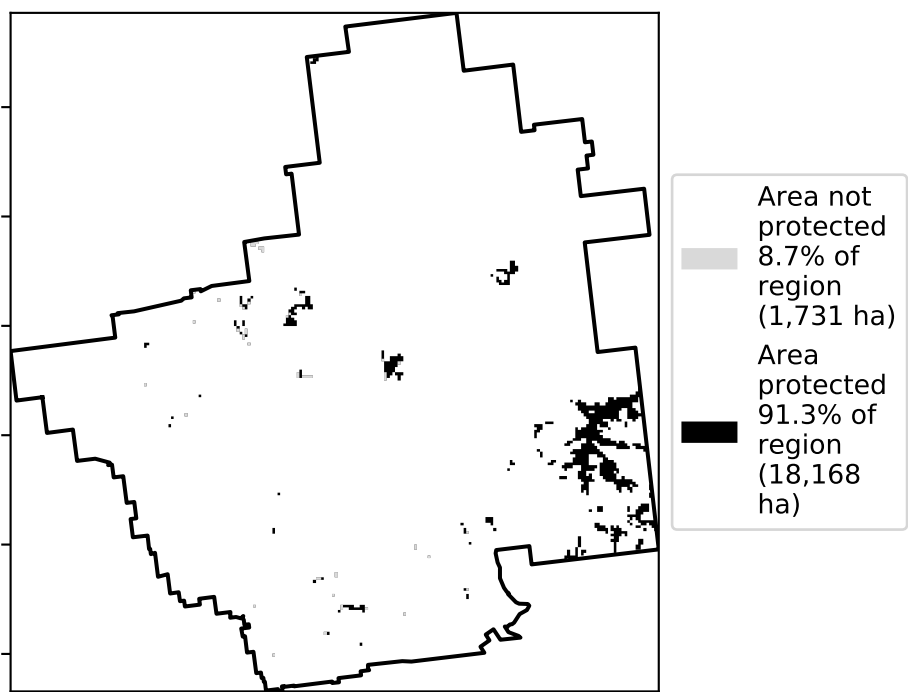 Area not
protected
8.7% of
region
(1,731 ha)
Area
protected
91.3% of
region
(18,168
ha)